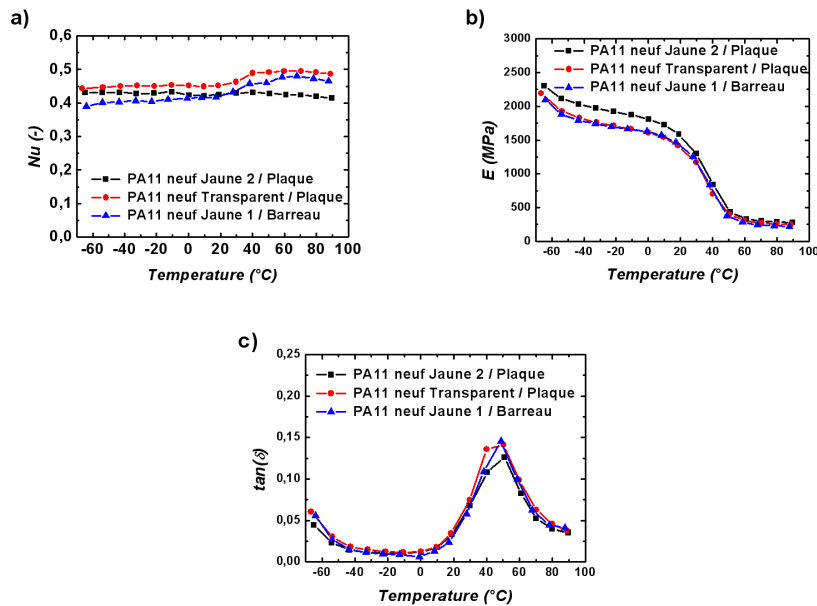 a)
0,6
0,5
0,4
0,3
0,2
0,1
0,0
Nu (-)
PA11 neuf Jaune 2 / Plaque
PA11 neuf Transparent / Plaque
PA11 neuf Jaune 1 / Barreau
-60 -40 -20 0 20 40 60 80 100
Temperature (°C)
b)
3000
2500
2000
1500
1000
500
0
E (MPa)
PA11 neuf Jaune 2 / Plaque
PA11 neuf Transparent / Plaque
PA11 neuf Jaune 1 / Barreau
-60 -40 -20 0 20 40 60 80 100
Temperature (°C)
c)
0,25
0,20
0,15
0,10
0,05
0,00
tan(δ)
PA11 neuf Jaune 2 / Plaque
PA11 neuf Transparent / Plaque
PA11 neuf Jaune 1 / Barreau
-60 -40 -20 0 20 40 60 80 100
Temperature (°C)